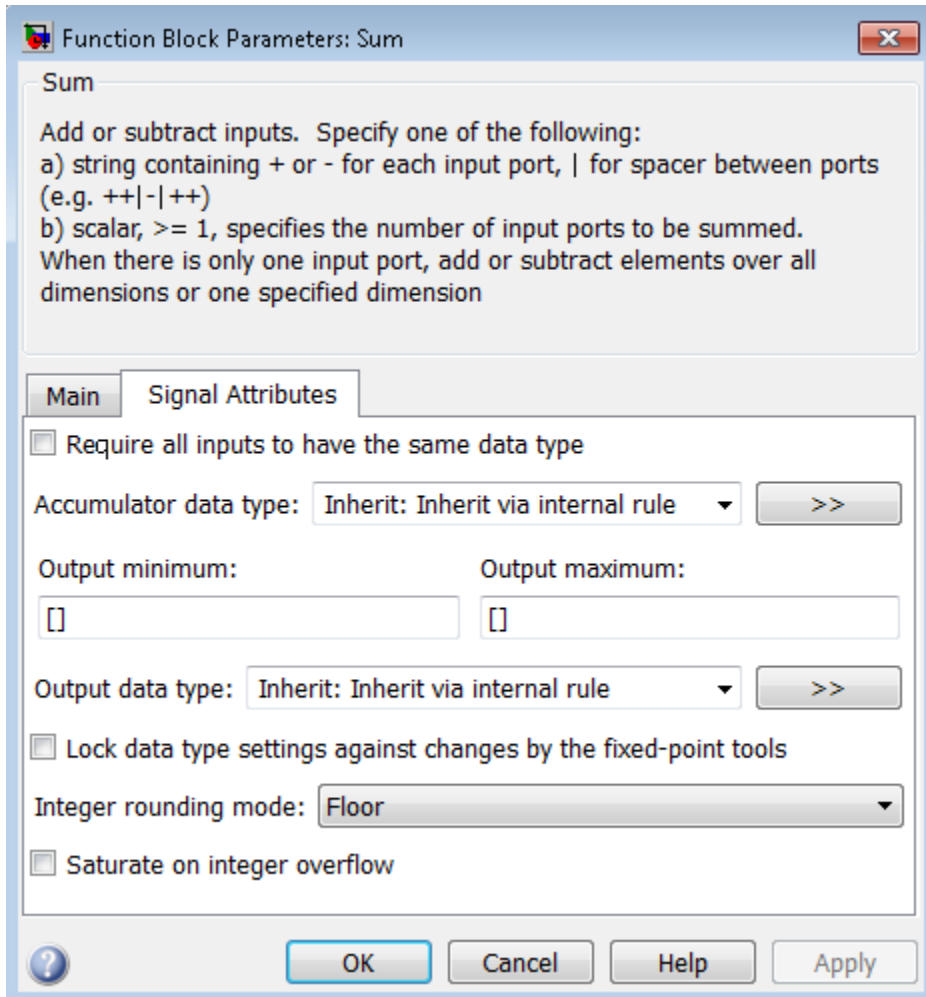 Function Block Parameters: Sum
Sum
Add or subtract inputs. Specify one of the following:
a) string containing + or - for each input port, | for spacer between ports
(e.g. ++|-|++)
b) scalar, >= 1, specifies the number of input ports to be summed.
When there is only one input port, add or subtract elements over all
dimensions or one specified dimension
Main
Signal Attributes
Require all inputs to have the same data type
Accumulator data type: Inherit: Inherit via internal rule >>
Output minimum: Output maximum:
[] []
Output data type: Inherit: Inherit via internal rule >>
Lock data type settings against changes by the fixed-point tools
Integer rounding mode: Floor
Saturate on integer overflow
? OK Cancel Help Apply